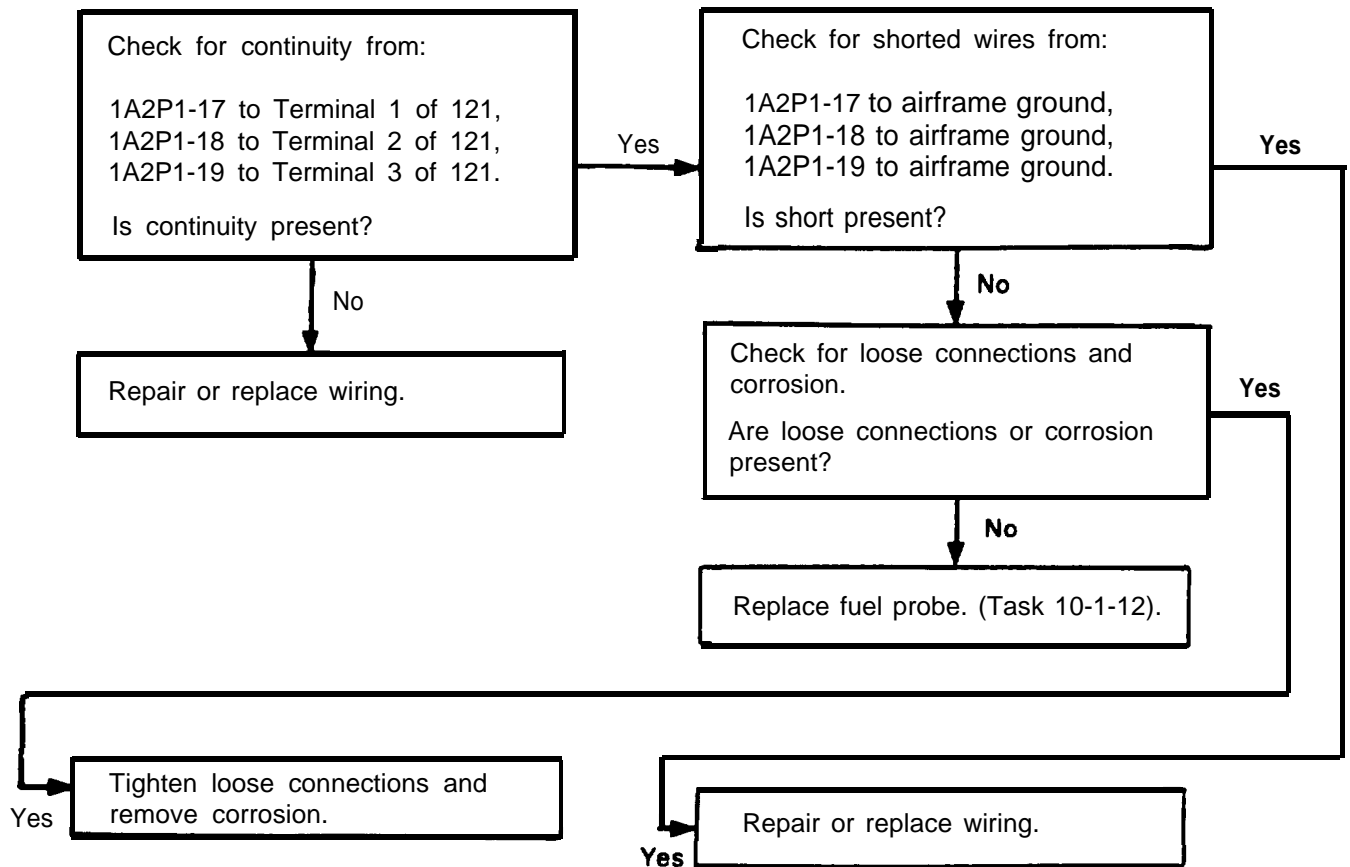 Check for continuity from:
1A2P1-17 to Terminal 1 of 121,
1A2P1-18 to Terminal 2 of 121,
1A2P1-19 to Terminal 3 of 121.
Is continuity present?
Yes
No
Repair or replace wiring.
Check for shorted wires from:
1A2P1-17 to airframe ground,
1A2P1-18 to airframe ground,
1A2P1-19 to airframe ground.
Is short present?
Yes
No
Check for loose connections and
corrosion.
Are loose connections or corrosion
present?
Yes
No
Replace fuel probe. (Task 10-1-12).
Yes
Tighten loose connections and
remove corrosion.
Yes
Repair or replace wiring.